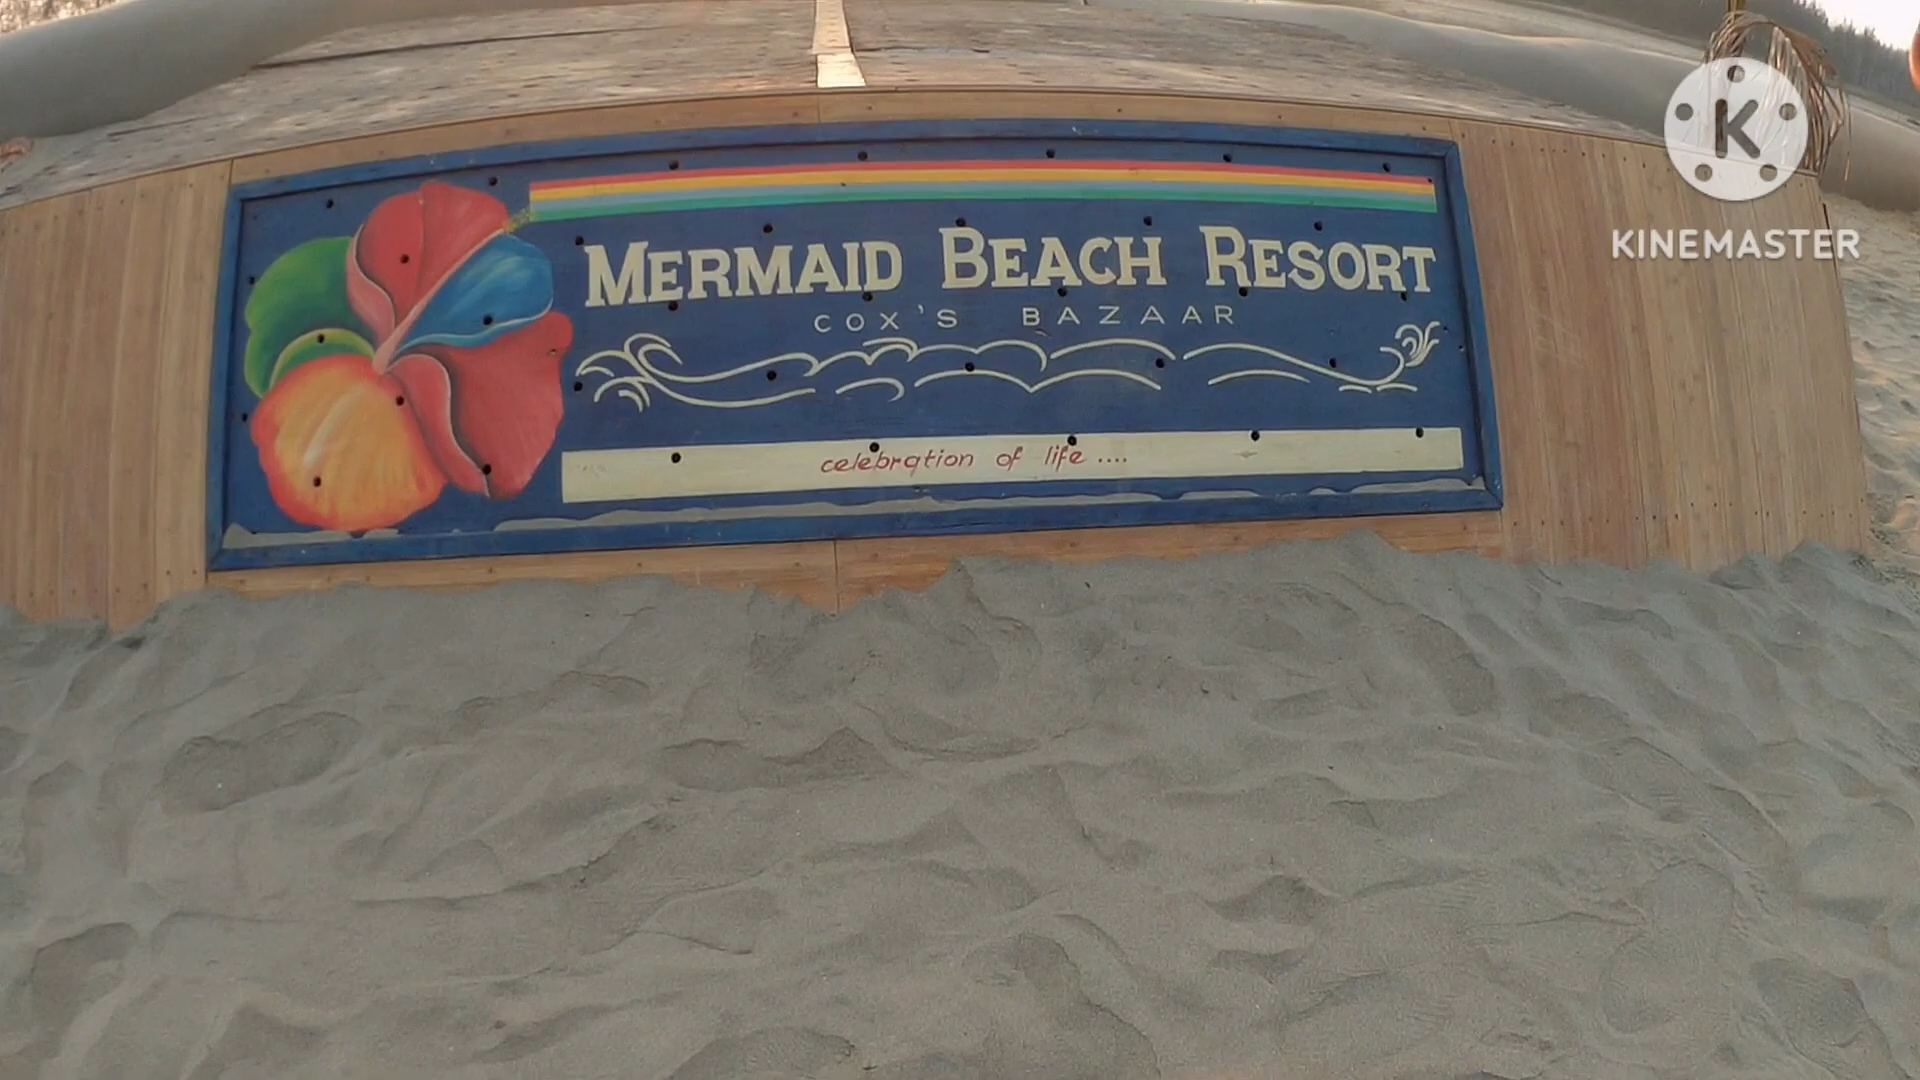 MERMAID BEACH RESORT
COX'S BAZAAR
celebration of life ....
K
KINEMASTER